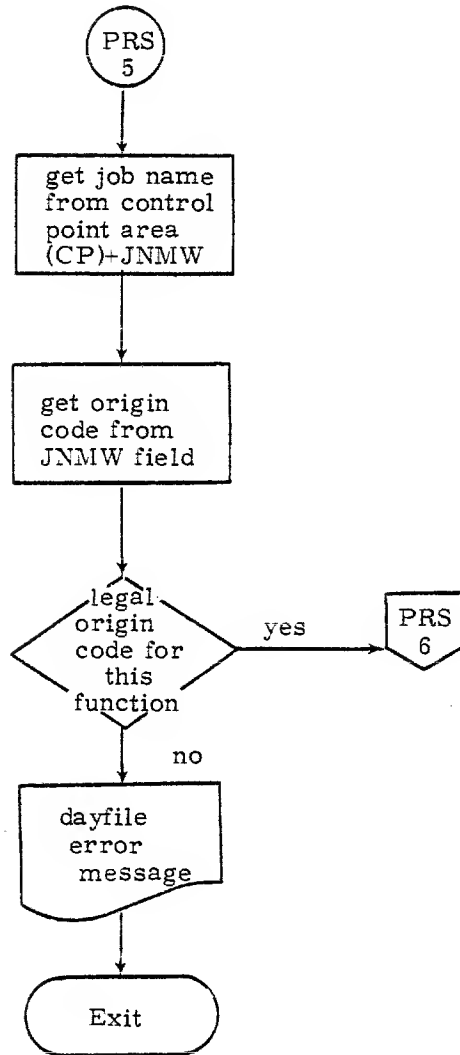 PRS
5
get job name
from control
point area
(CP)+JNMW
get origin
code from
JNMW field
legal
origin
code for
this
function
yes
PRS
6
no
dayfile
error
message
Exit